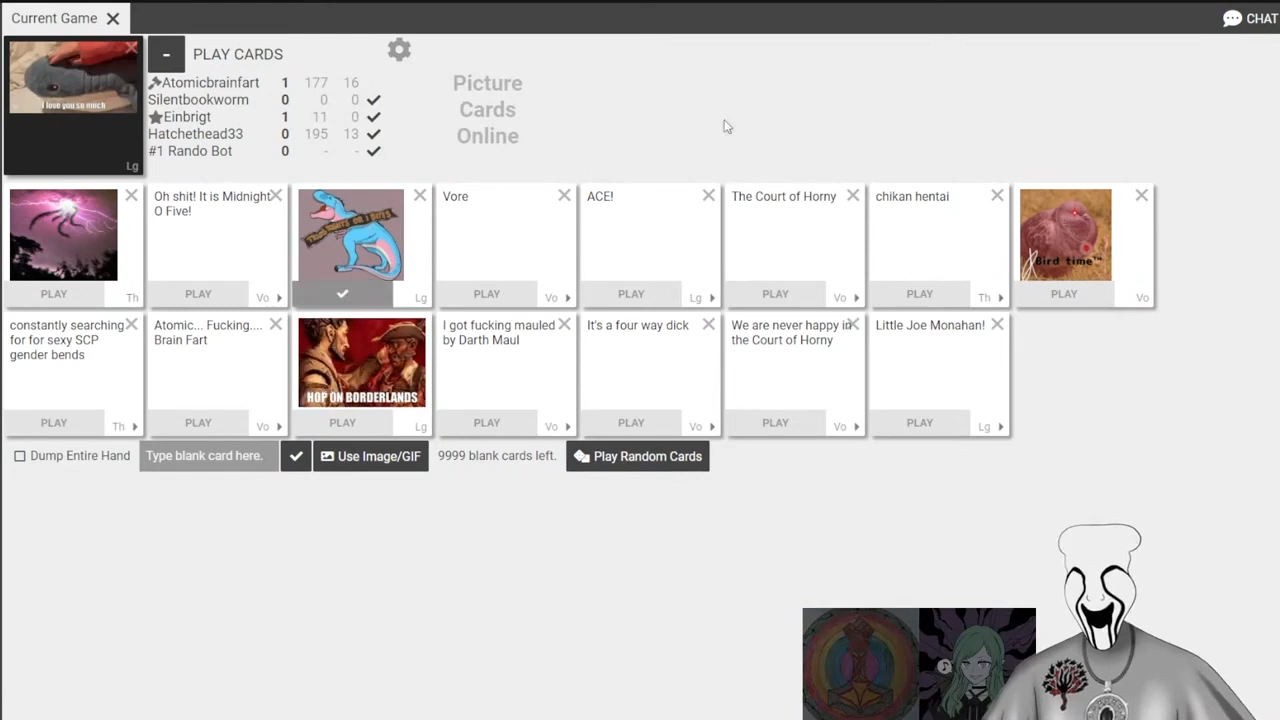 Current Game
CHAT
I love you so much
Lg
-
PLAY CARDS
Atomicbrainfart 1 177 16
Silentbookworm 0 0 0
Einbrigt 1 11 0
Hatchethead33 0 195 13
#1 Rando Bot 0 - -
Picture
Cards
Online
PLAY Th
Oh shit! It is Midnight
O Five!
PLAY Vo
Lg
Vore
PLAY Vo
ACE!
PLAY Lg
The Court of Horny
PLAY Vo
chikan hentai
PLAY Th
Bird time™
PLAY Vo
constantly searching
for for sexy SCP
gender bends
PLAY Th
Atomic... Fucking....
Brain Fart
PLAY Vo
HOP ON BORDERLANDS
PLAY Lg
I got fucking mauled
by Darth Maul
PLAY Vo
It's a four way dick
PLAY Vo
We are never happy in
the Court of Horny
PLAY Vo
Little Joe Monahan!
PLAY Lg
Dump Entire Hand
Type blank card here.
Use Image/GIF
9999 blank cards left.
Play Random Cards